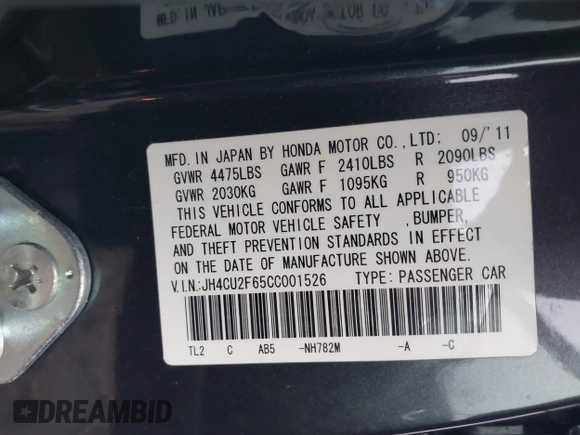 MFD. IN JAPAN BY HONDA MOTOR CO.,LTD: 09/'11
GVWR 4475LBS GAWR F 2410LBS R 2090LBS
GVWR 2030KG GAWR F 1095KG R 950KG
THIS VEHICLE CONFORMS TO ALL APPLICABLE
FEDERAL MOTOR VEHICLE SAFETY ,BUMPER,
AND THEFT PREVENTION STANDARDS IN EFFECT
ON THE DATE OF MANUFACTURE SHOWN ABOVE.
V.I.N:JH4CU2F65CC001526 TYPE: PASSENGER CAR
TL2 C AB5 -NH782M -A -C
DREAMBID